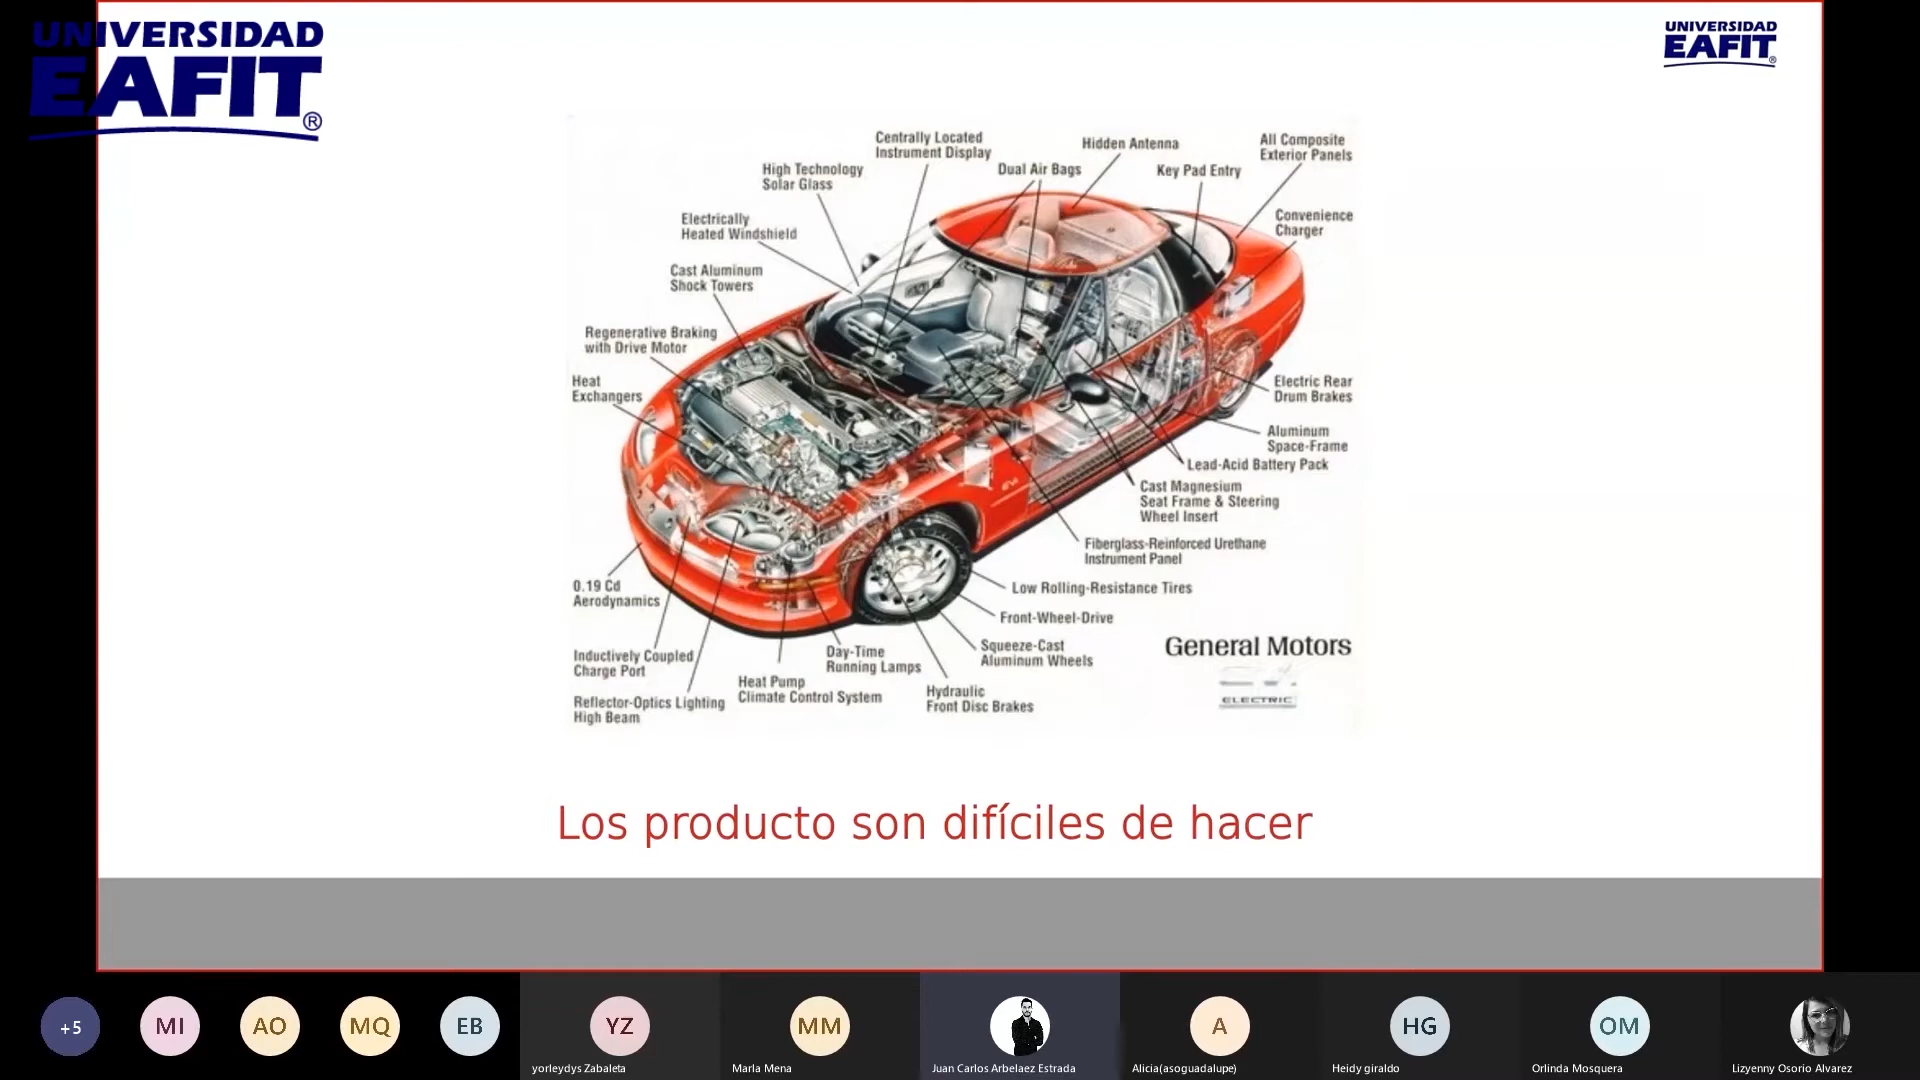 UNIVERSIDAD
EAFIT®
UNIVERSIDAD
EAFIT®
Centrally Located
Instrument Display
Hidden Antenna
All Composite
Exterior Panels
High Technology
Solar Glass
Dual Air Bags
Key Pad Entry
Electrically
Heated Windshield
Convenience
Charger
Cast Aluminum
Shock Towers
Regenerative Braking
with Drive Motor
Heat
Exchangers
Electric Rear
Drum Brakes
Aluminum
Space-Frame
Lead-Acid Battery Pack
Cast Magnesium
Seat Frame & Steering
Wheel Insert
Fiberglass-Reinforced Urethane
Instrument Panel
0.19 Cd
Aerodynamics
Low Rolling-Resistance Tires
Front-Wheel-Drive
Squeeze-Cast
Aluminum Wheels
General Motors
ELECTRIC
Inductively Coupled
Charge Port
Day-Time
Running Lamps
Heat Pump
Climate Control System
Hydraulic
Front Disc Brakes
Reflector-Optics Lighting
High Beam
Los producto son difíciles de hacer
+5
MI
AO
MQ
EB
YZ
MM
A
HG
OM
yorleydys Zabaleta
Marla Mena
Juan Carlos Arbelaez Estrada
Alicia(asoguadalupe)
Heidy giraldo
Orlinda Mosquera
Lizyenny Osorio Alvarez